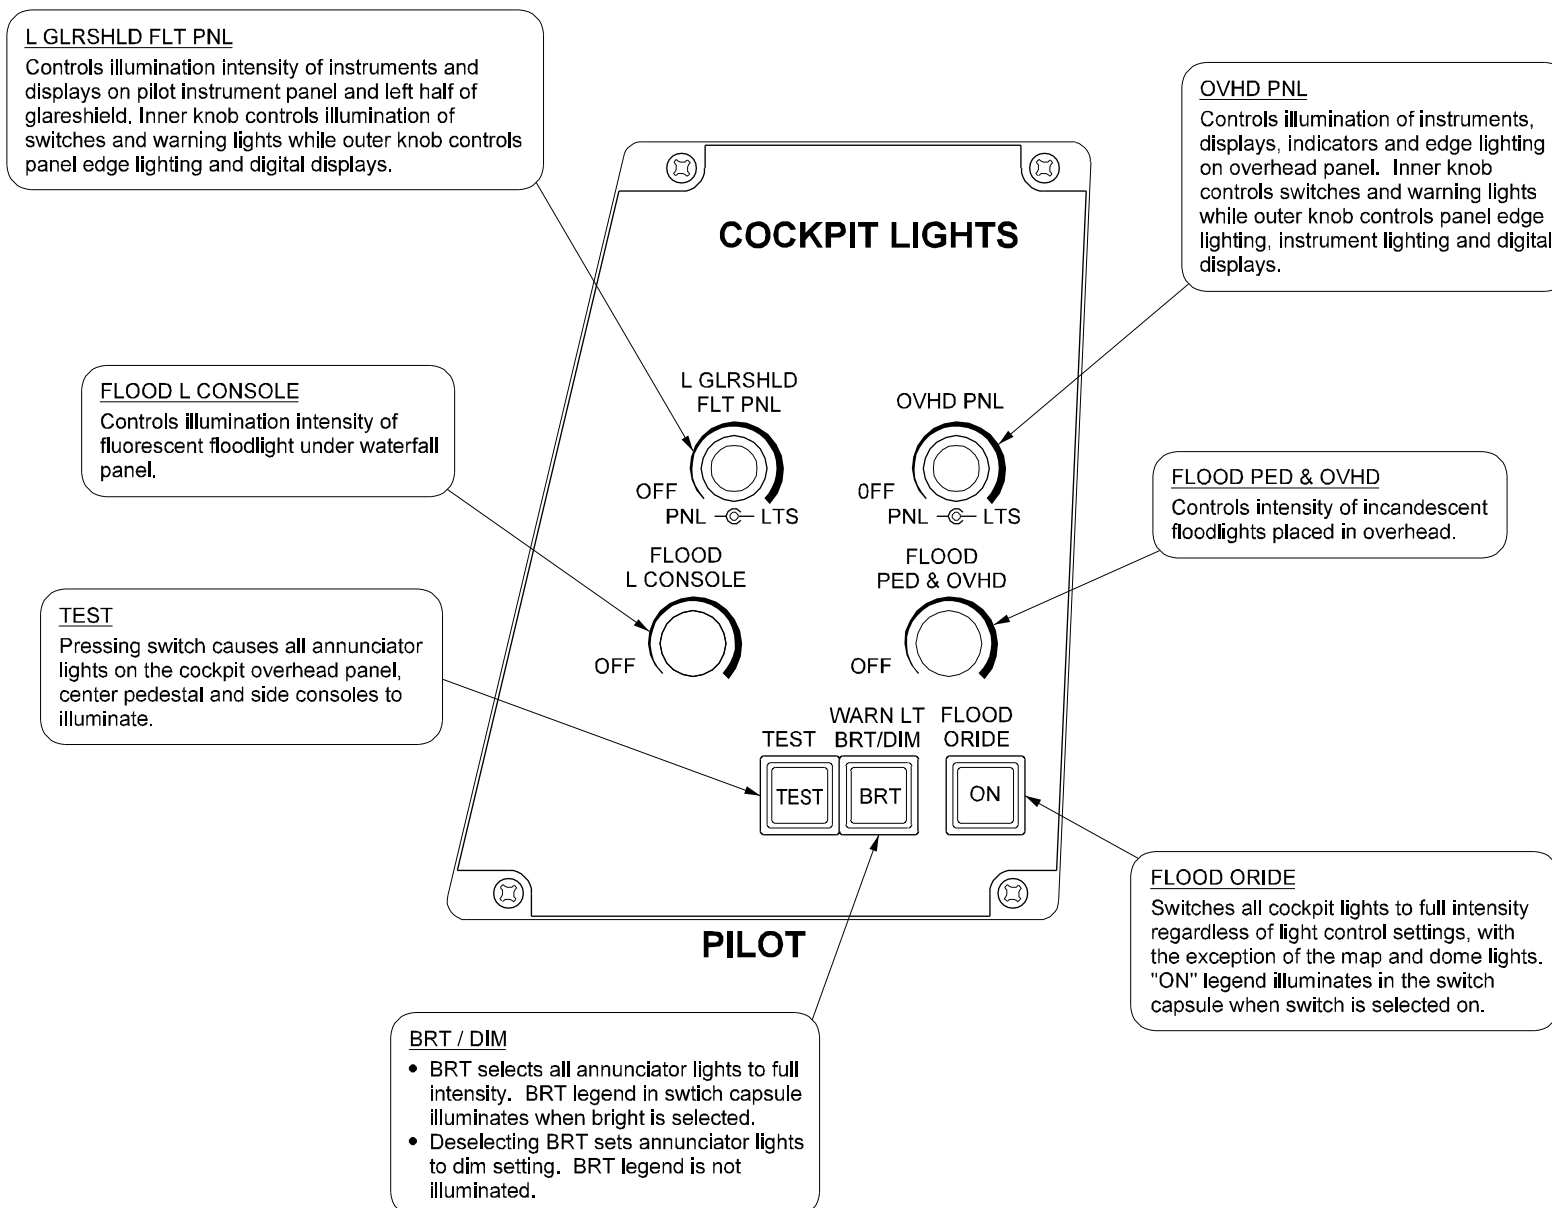 L GLRSHLD FLT PNL
Controls illumination intensity of instruments and
displays on pilot instrument panel and left half of
glareshield. Inner knob controls illumination of
switches and warning lights while outer knob controls
panel edge lighting and digital displays.
OVHD PNL
Controls illumination of instruments,
displays, indicators and edge lighting
on overhead panel. Inner knob
controls switches and warning lights
while outer knob controls panel edge
lighting, instrument lighting and digital
displays.
COCKPIT LIGHTS
FLOOD L CONSOLE
Controls illumination intensity of
fluorescent floodlight under waterfall
panel.
L GLRSHLD
FLT PNL
OFF
PNL LTS
OVHD PNL
0FF
PNL LTS
FLOOD PED & OVHD
Controls intensity of incandescent
floodlights placed in overhead.
FLOOD
L CONSOLE
OFF
FLOOD
PED & OVHD
OFF
TEST
Pressing switch causes all annunciator
lights on the cockpit overhead panel,
center pedestal and side consoles to
illuminate.
TEST
TEST
WARN LT
BRT/DIM
BRT
FLOOD
ORIDE
ON
FLOOD ORIDE
Switches all cockpit lights to full intensity
regardless of light control settings, with
the exception of the map and dome lights.
"ON" legend illuminates in the switch
capsule when switch is selected on.
PILOT
BRT / DIM
• BRT selects all annunciator lights to full
intensity. BRT legend in swtich capsule
illuminates when bright is selected.
• Deselecting BRT sets annunciator lights
to dim setting. BRT legend is not
illuminated.